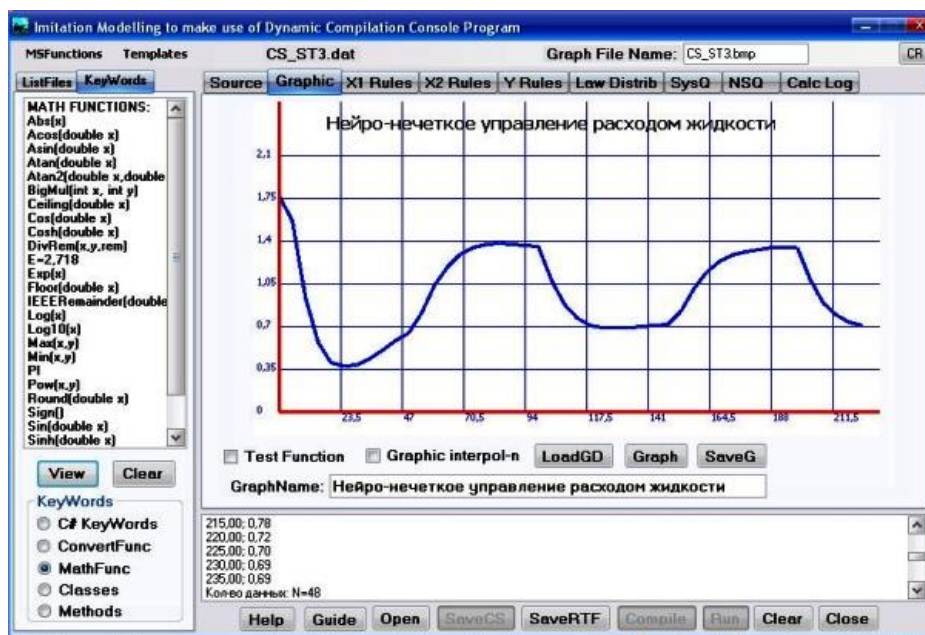 Imitation Modelling to make use of Dynamic Compilation Console Program
MSFunctions Templates CS_ST3.dat Graph File Name: CS_ST3.bmp CR
ListFiles KeyWords Source Graphic X1 Rules X2 Rules Y Rules Law Distrib SysQ NSQ Calc Log
MATH FUNCTIONS:
Abs(x)
Acos(double x)
Asin(double x)
Atan(double x)
Atan2(double x,double
BigMul(int x, int y)
Ceiling(double x)
Cos(double x)
Cosh(double x)
DivRem(x,y,rem)
E=2,718
Exp(x)
Floor(double x)
IEEERemainder(double
Log(x)
Log10(x)
Max(x,y)
Min(x,y)
PI
Pow(x,y)
Round(double x)
Sign()
Sin(double x)
Sinh(double x)
View Clear
KeyWords
C# KeyWords
ConvertFunc
MathFunc
Classes
Methods
Нейро-нечеткое управление расходом жидкости
2,1
1,75
1,4
1,05
0,7
0,35
0
23,5 47 70,5 94 117,5 141 164,5 188 211,5
Test Function Graphic interpol-n LoadGD Graph SaveG
GraphName: Нейро-нечеткое управление расходом жидкости
215,00; 0,78
220,00; 0,72
225,00; 0,70
230,00; 0,69
235,00; 0,69
Кол-во данных: N=48
Help Guide Open SaveCS SaveRTF Compile Run Clear Close